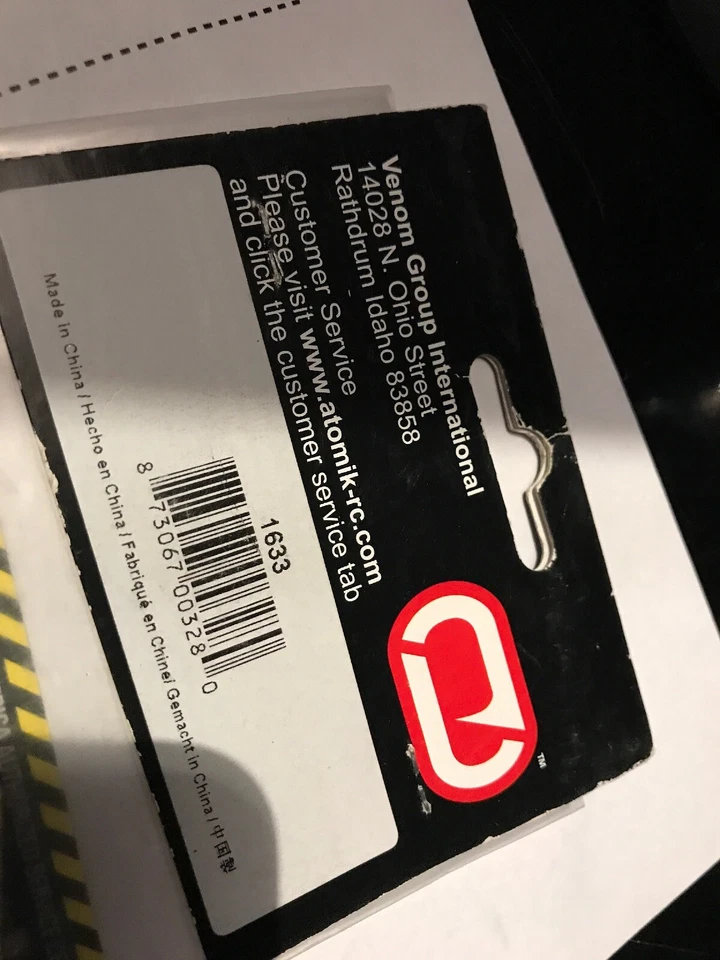 Venom Group International
14028 N. Ohio Street
Rathdrum Idaho 83858
Customer Service
Please visit www.atomik-rc.com
and click the customer service tab
1633
8 73067 00328 0
Made in China / Hecho en China / Fabriqué en Chine/ Gemacht in China / 中国製
TM